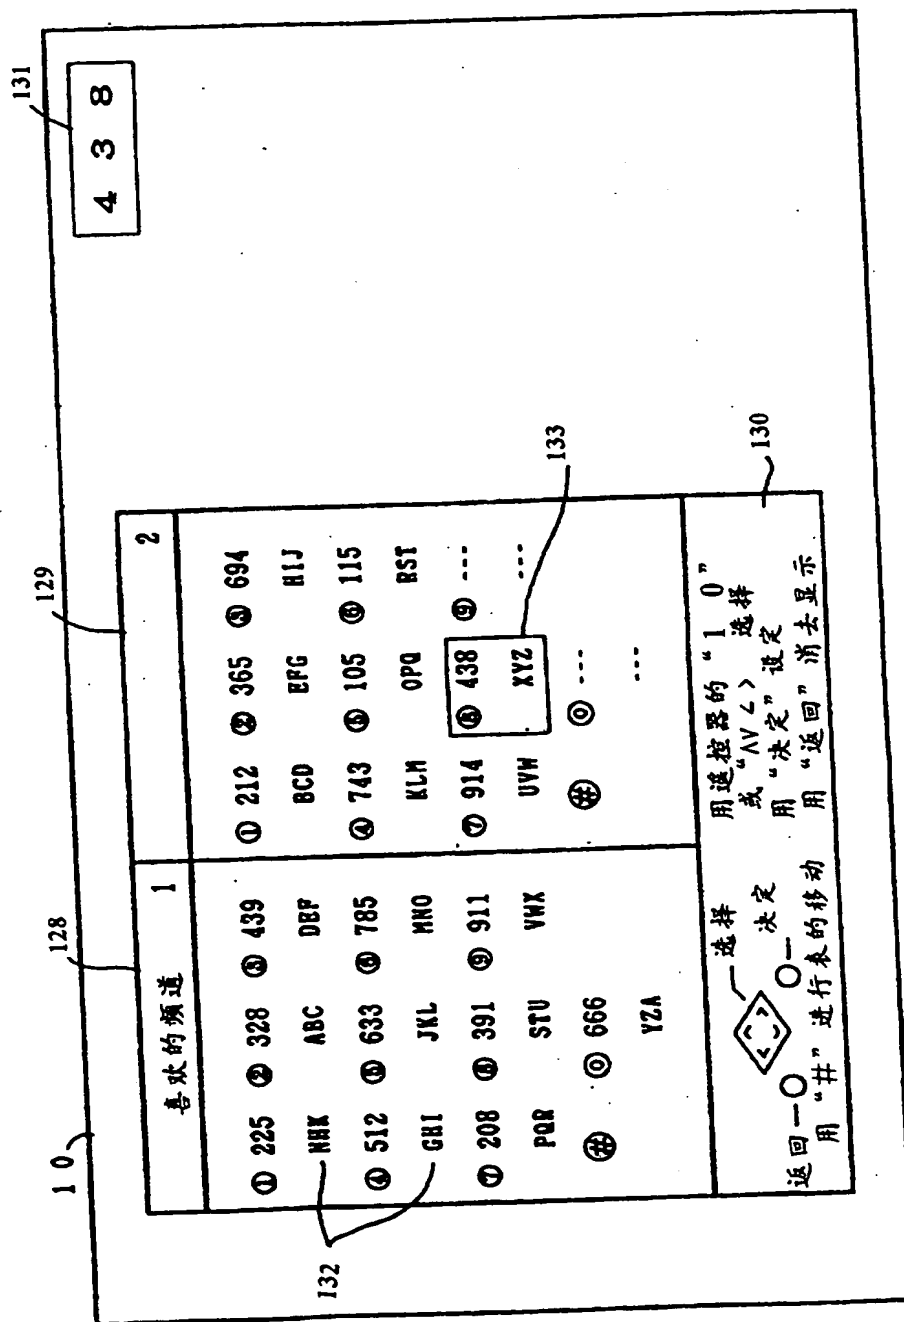 10
131
4 3 8
128
129
喜欢的频道 1
2
① 225 ② 328 ③ 439
NHK ABC DEF
④ 512 ⑤ 633 ⑥ 785
GHI JKL MNO
⑦ 208 ⑧ 391 ⑨ 911
PQR STU VWX
# ⓪ 666
YZA
① 212 ② 365 ③ 694
BCD EFG HIJ
④ 743 ⑤ 105 ⑥ 115
KLM OPQ RST
⑦ 914 ⑧ 438 ⑨ ---
UVW XYZ ---
# ⓪ ---
---
132
133
选择
返回 决定
用“#”进行表的移动
用遥控器的“1 0”
或“∧∨<>”选择
用“决定”设定
用“返回”消去显示
130